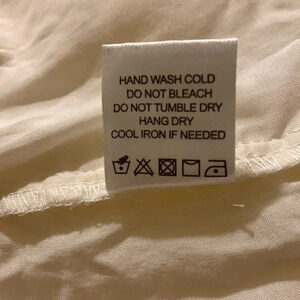 HAND WASH COLD
DO NOT BLEACH
DO NOT TUMBLE DRY
HANG DRY
COOL IRON IF NEEDED